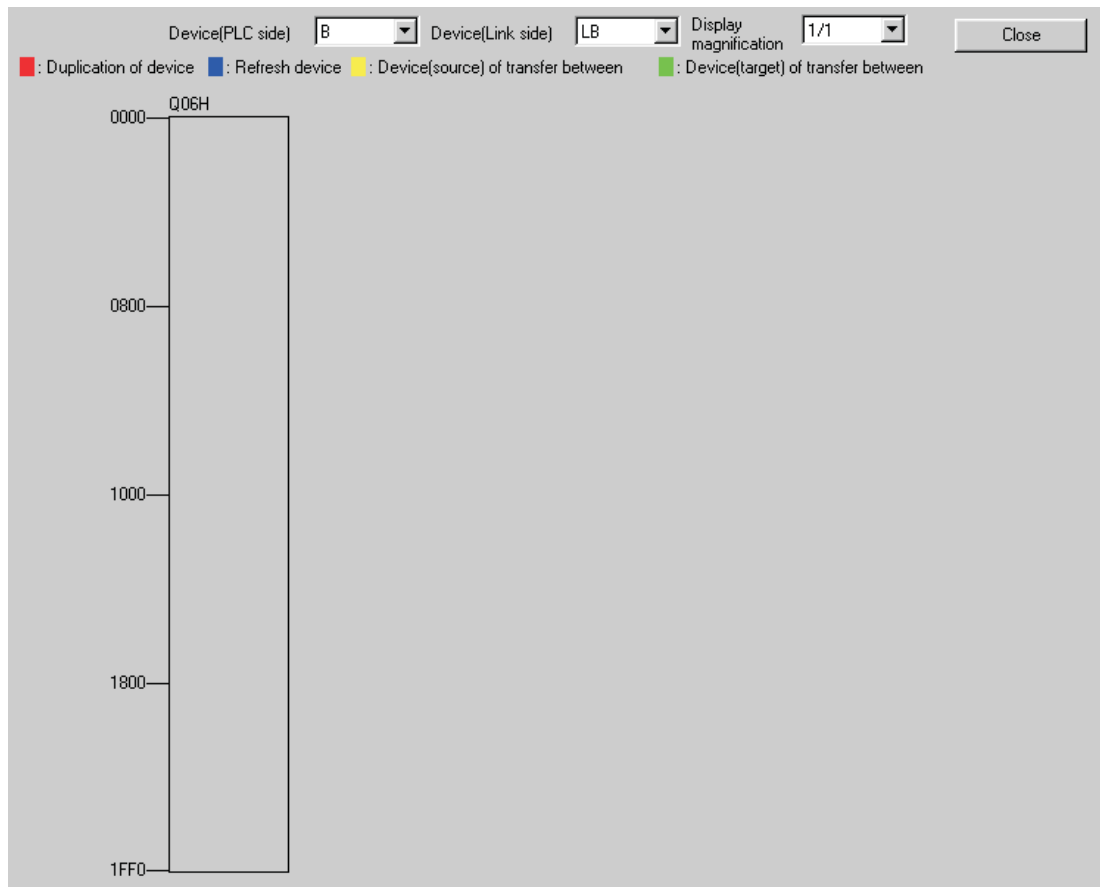 Device(PLC side) B Device(Link side) LB Display magnification 1/1 Close
: Duplication of device : Refresh device : Device(source) of transfer between : Device(target) of transfer between
Q06H
0000
0800
1000
1800
1FF0